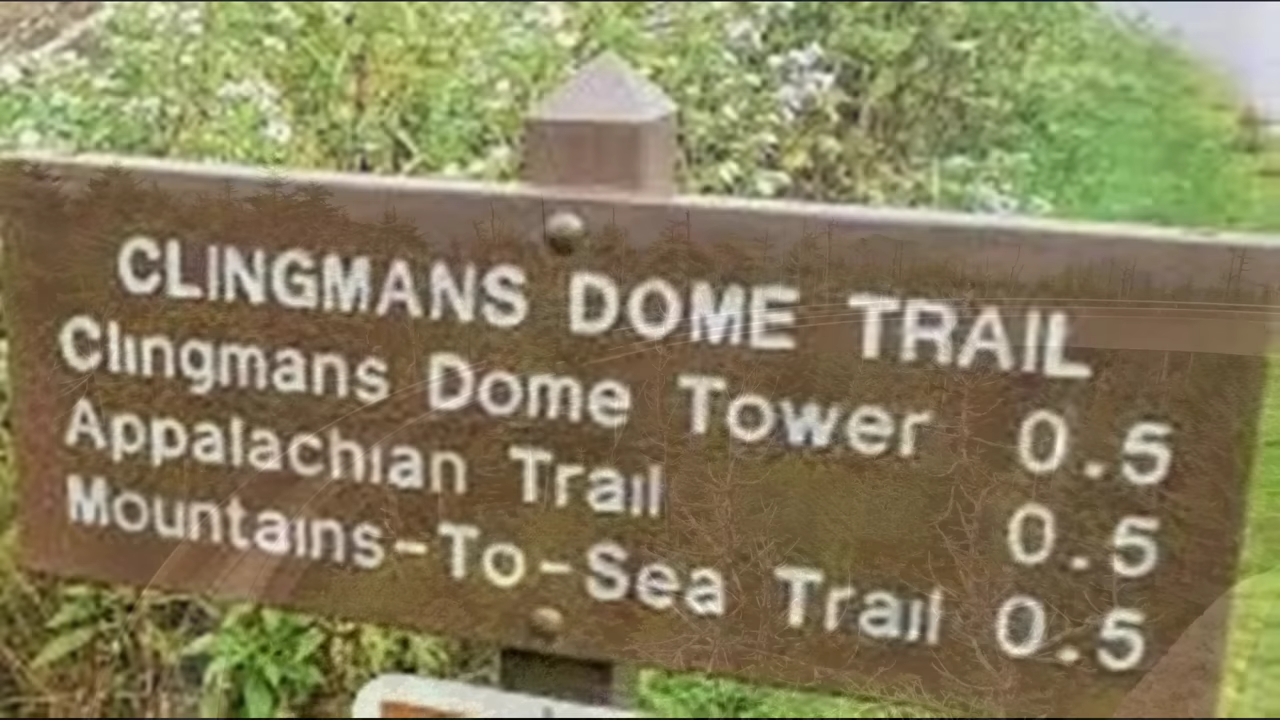 CLINGMANS DOME TRAIL
Clingmans Dome Tower 0.5
Appalachian Trail 0.5
Mountains-To-Sea Trail 0.5